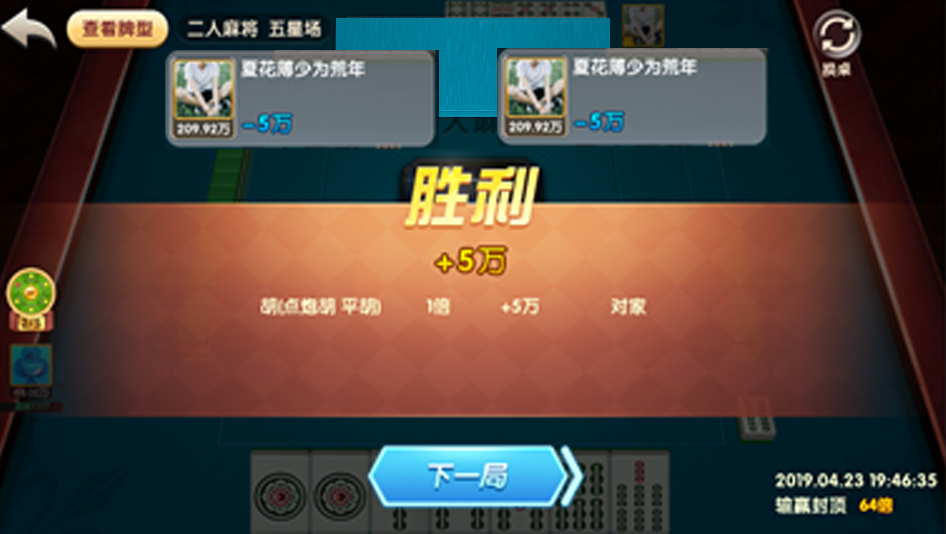 查看牌型
二人麻将 五星场
换桌
夏花薄少为荒年
209.92万
-5万
夏花薄少为荒年
209.92万
-5万
胜利
+5万
胡(点炮胡 平胡) 1倍 +5万 对家
下一局
2019.04.23 19:46:35
输赢封顶 64倍